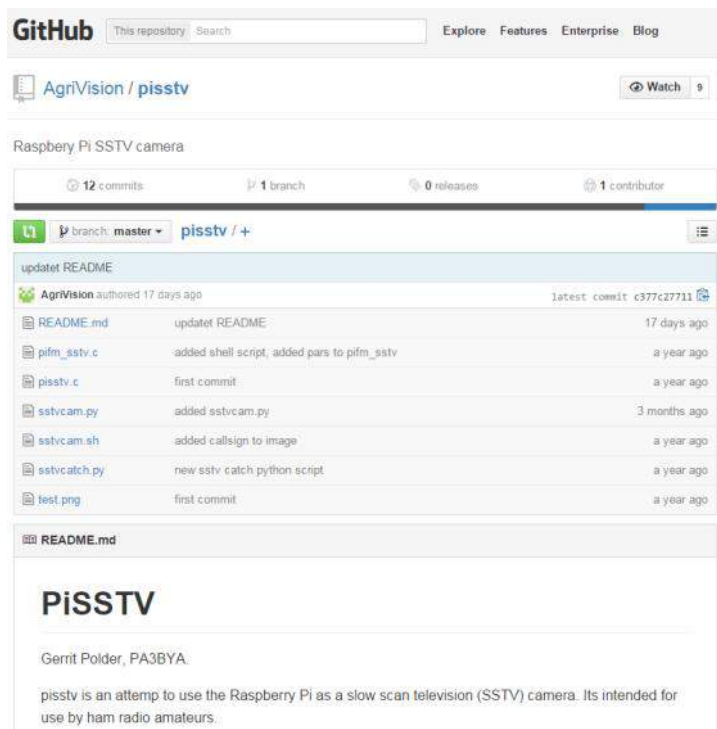 GitHub This repository Search Explore Features Enterprise Blog
AgriVision / pisstv Watch 9
Raspbery Pi SSTV camera
12 commits 1 branch 0 releases 1 contributor
branch: master pisstv / +
updatet README
AgriVision authored 17 days ago latest commit c377c27711
README.md updatet README 17 days ago
pifm_sstv.c added shell script, added pars to pifm_sstv a year ago
pisstv.c first commit a year ago
sstvcam.py added sstvcam.py 3 months ago
sstvcam.sh added callsign to image a year ago
sstvcatch.py new sstv catch python script a year ago
test.png first commit a year ago
README.md
PiSSTV
Gerrit Polder, PA3BYA.
pisstv is an attemp to use the Raspberry Pi as a slow scan television (SSTV) camera. Its intended for
use by ham radio amateurs.